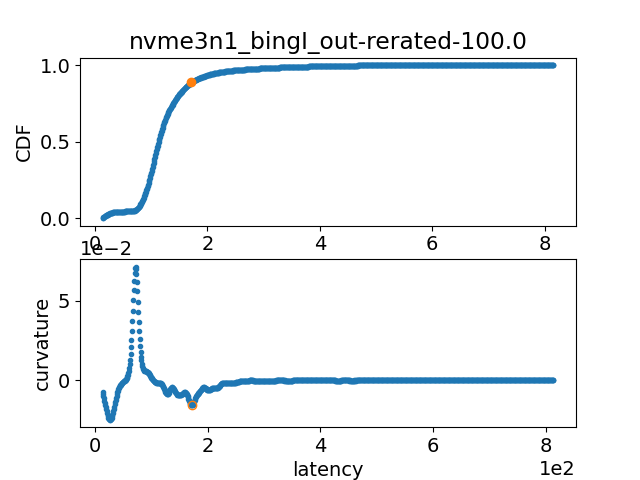 nvme3n1_bingI_out-rerated-100.0
1.0
0.5
0.0
CDF
0 2 4 6 8
1e−2
5
0
curvature
0 2 4 6 8
latency
1e2